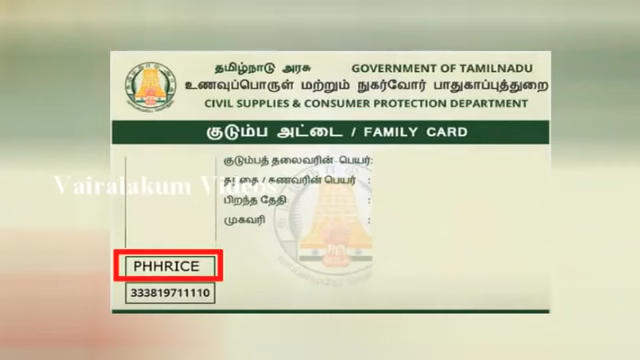 தமிழ்நாடு அரசு GOVERNMENT OF TAMILNADU
உணவுப்பொருள் மற்றும் நுகர்வோர் பாதுகாப்புத்துறை
CIVIL SUPPLIES & CONSUMER PROTECTION DEPARTMENT
குடும்ப அட்டை / FAMILY CARD
குடும்பத் தலைவரின் பெயர்:
Vairalakum Videos
தந்தை / கணவரின் பெயர் :
பிறந்த தேதி :
முகவரி :
PHHRICE
333819711110